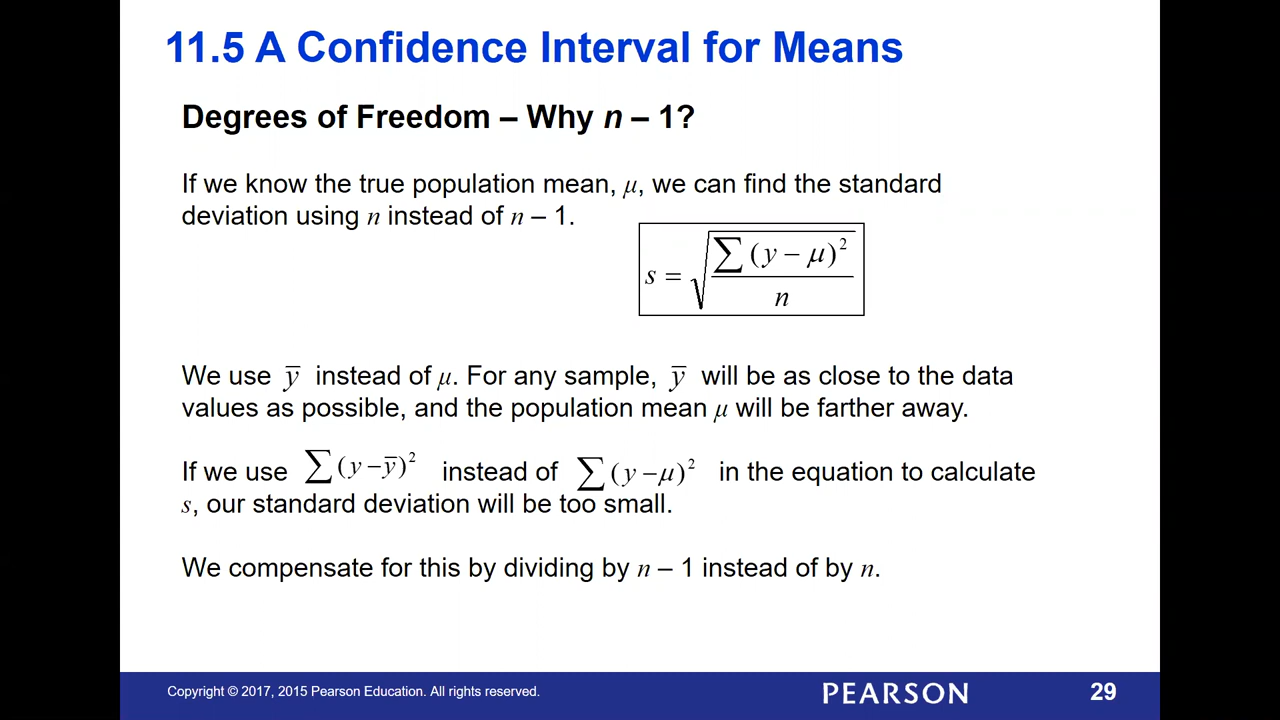 11.5 A Confidence Interval for Means
Degrees of Freedom – Why n – 1?
If we know the true population mean, μ, we can find the standard
deviation using n instead of n – 1.
s = √(∑(y − μ)² / n)
We use y̅ instead of μ. For any sample, y̅ will be as close to the data
values as possible, and the population mean μ will be farther away.
If we use ∑(y − y̅)² instead of ∑(y − μ)² in the equation to calculate
s, our standard deviation will be too small.
We compensate for this by dividing by n – 1 instead of by n.
Copyright © 2017, 2015 Pearson Education. All rights reserved.
PEARSON
29